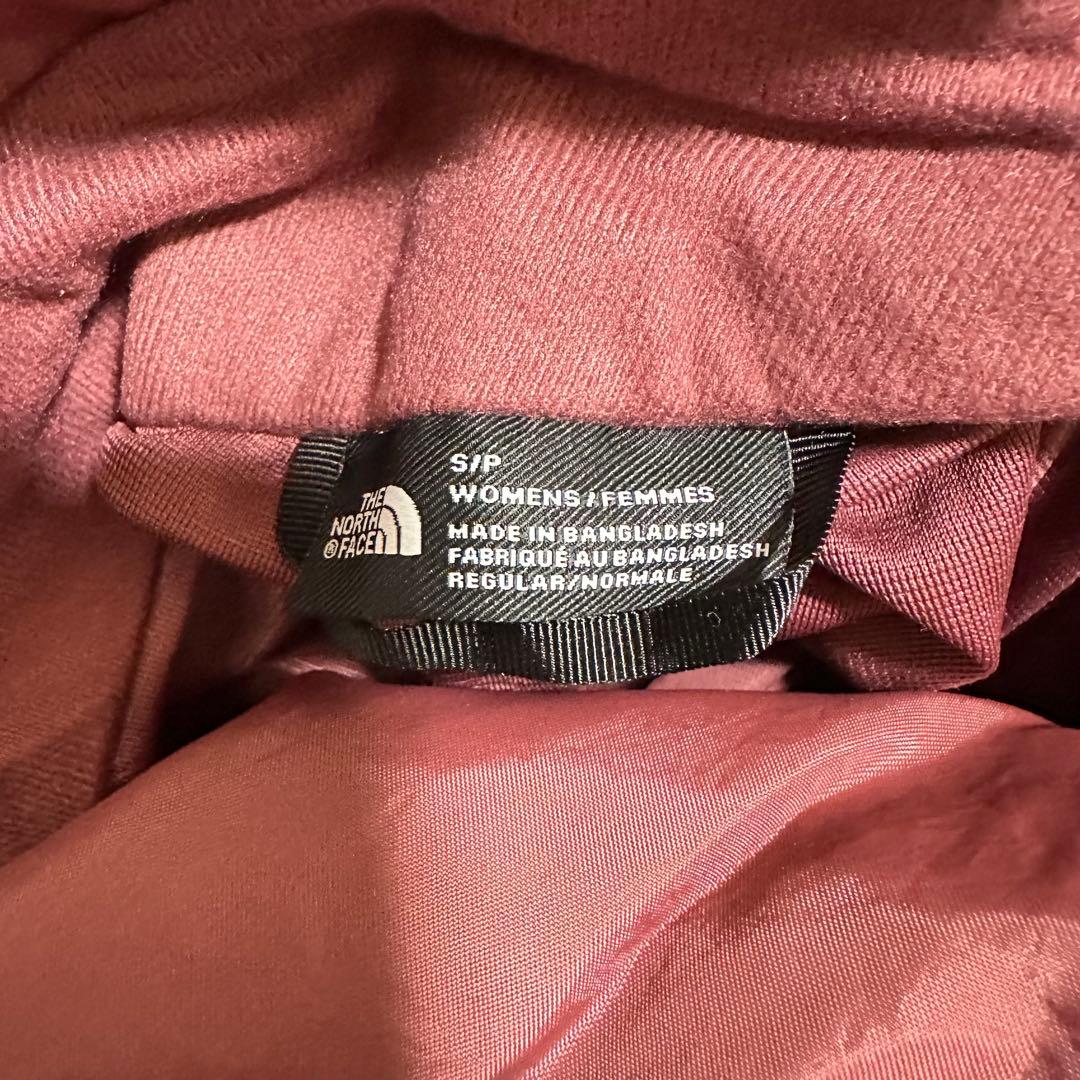 THE
NORTH
® FACE
S/P
WOMENS/FEMMES
MADE IN BANGLADESH
FABRIQUÉ AU BANGLADESH
REGULAR/NORMALE